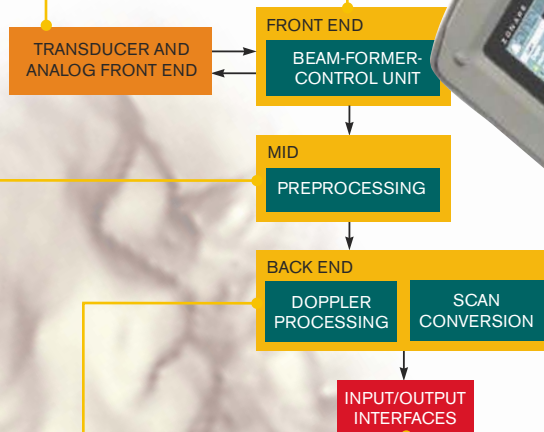 TRANSDUCER AND
ANALOG FRONT END
FRONT END
BEAM-FORMER-
CONTROL UNIT
ZONARE
MID
PREPROCESSING
BACK END
DOPPLER
PROCESSING
SCAN
CONVERSION
INPUT/OUTPUT
INTERFACES